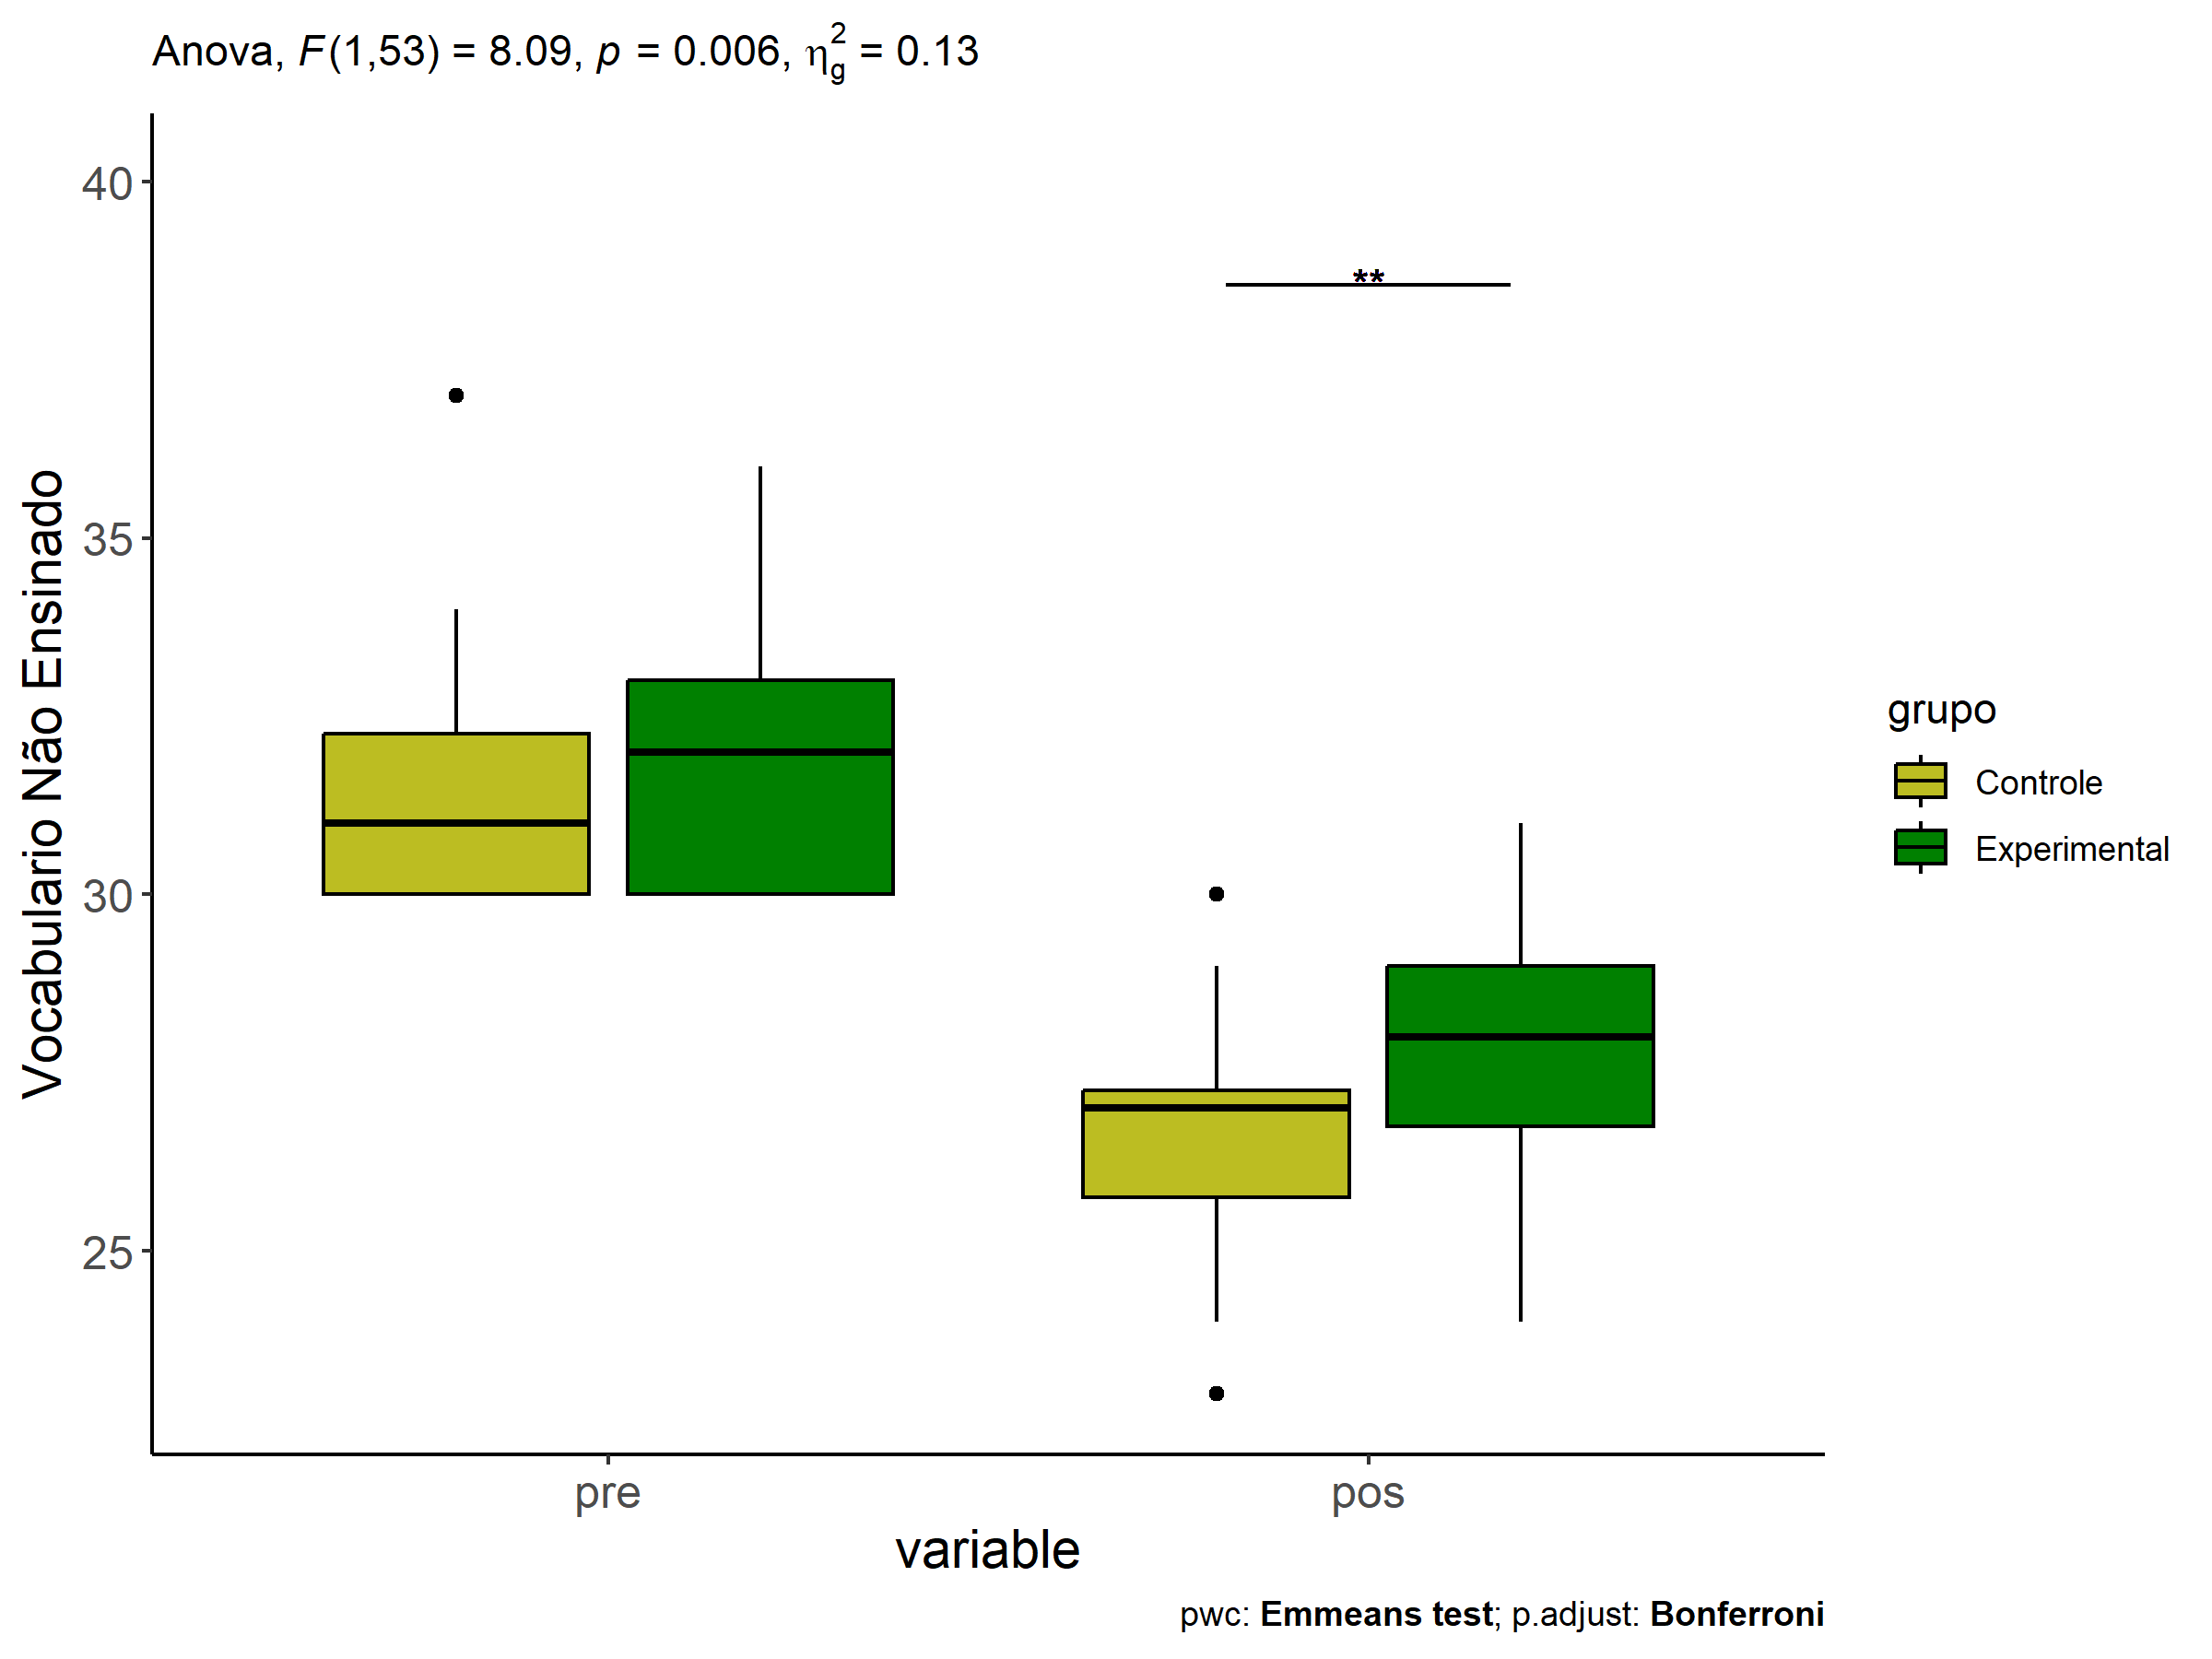 Anova, F(1,53) = 8.09, p = 0.006, η²g = 0.13
40
35
30
25
Vocabulario Não Ensinado
**
pre
pos
variable
grupo
Controle
Experimental
pwc: Emmeans test; p.adjust: Bonferroni